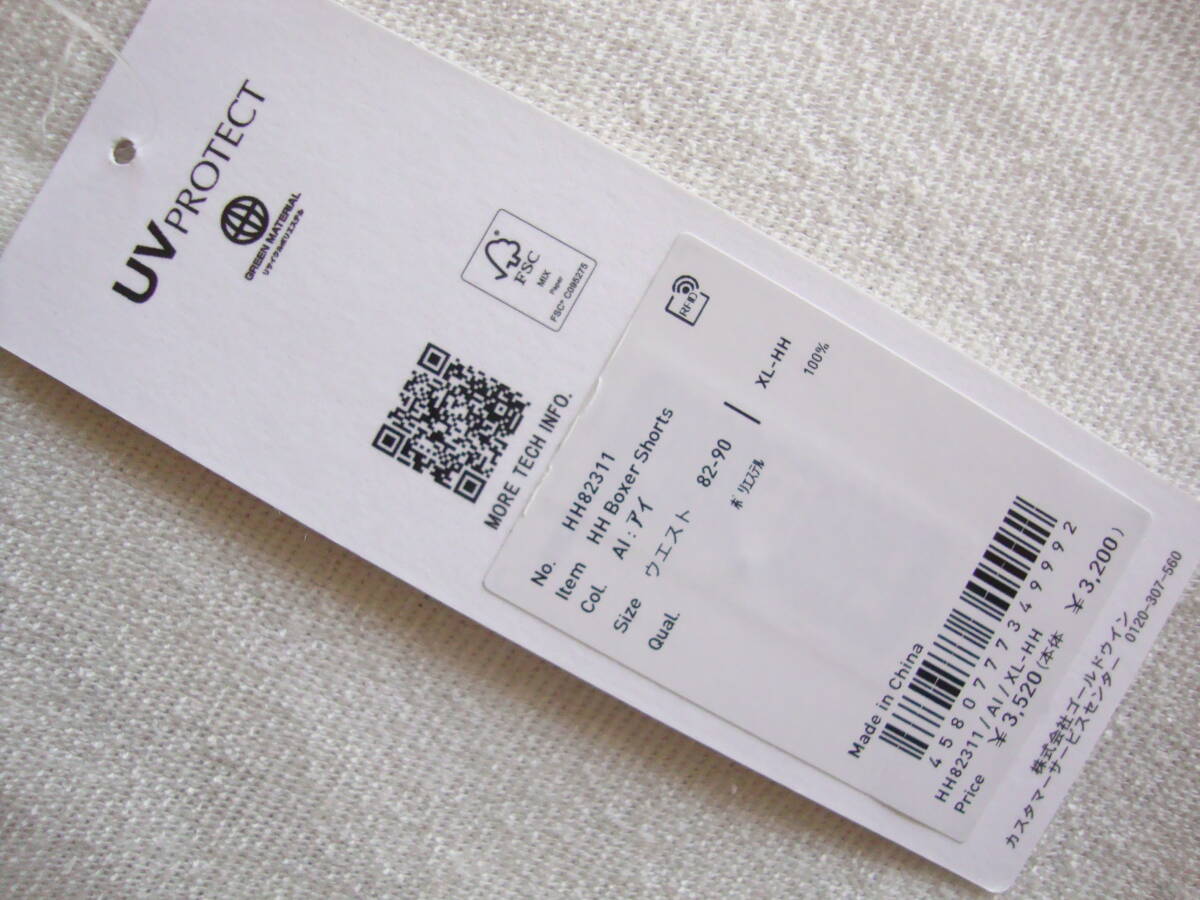 UV PROTECT
GREEN MATERIAL
リサイクルポリエステル
FSC
MIX
Paper
FSC® C095275
MORE TECH INFO.
RFID
No. HH82311
Item HH Boxer Shorts
Col. AI : アイ
Size ウエスト 82-90 XL-HH
Qual. ポリエステル 100%
Made in China
4580777349992
HH82311/AI/XL-HH
Price ¥3,520(本体 ¥3,200)
株式会社ゴールドウイン
カスタマーサービスセンター 0120-307-560